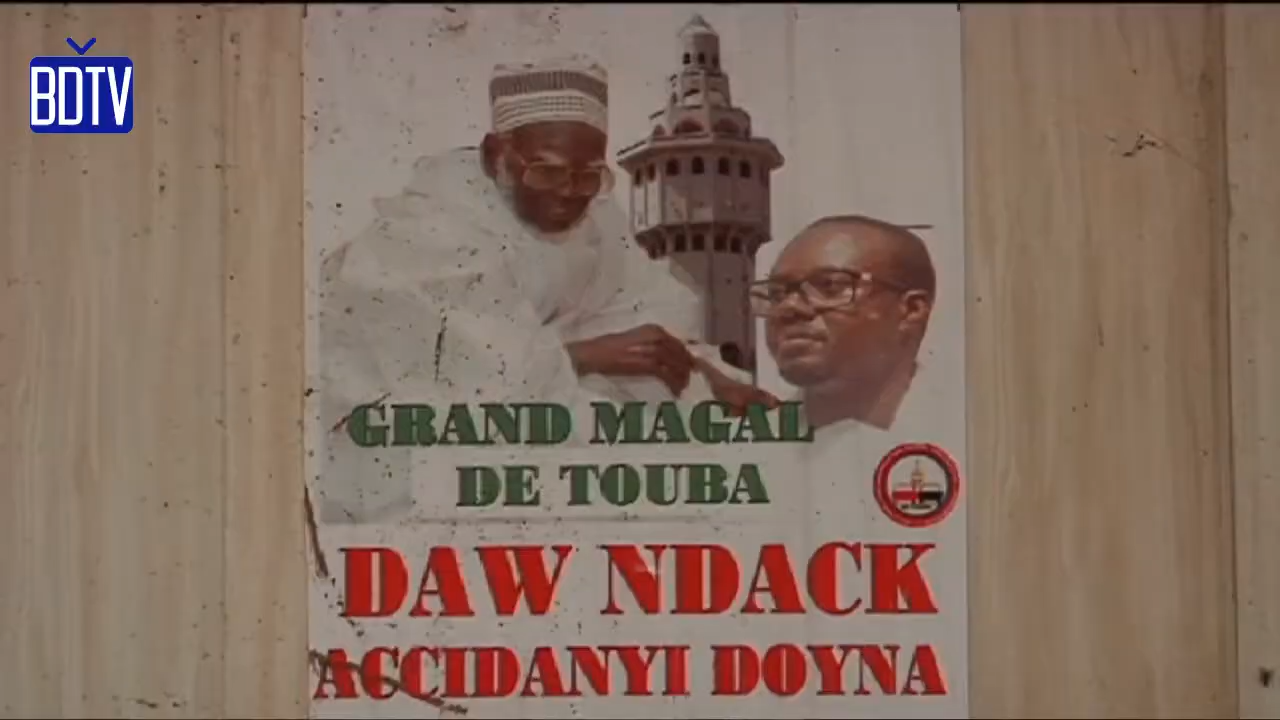 BDTV
GRAND MAGAL
DE TOUBA
DAW NDACK
ACCIDANYI DOYNA